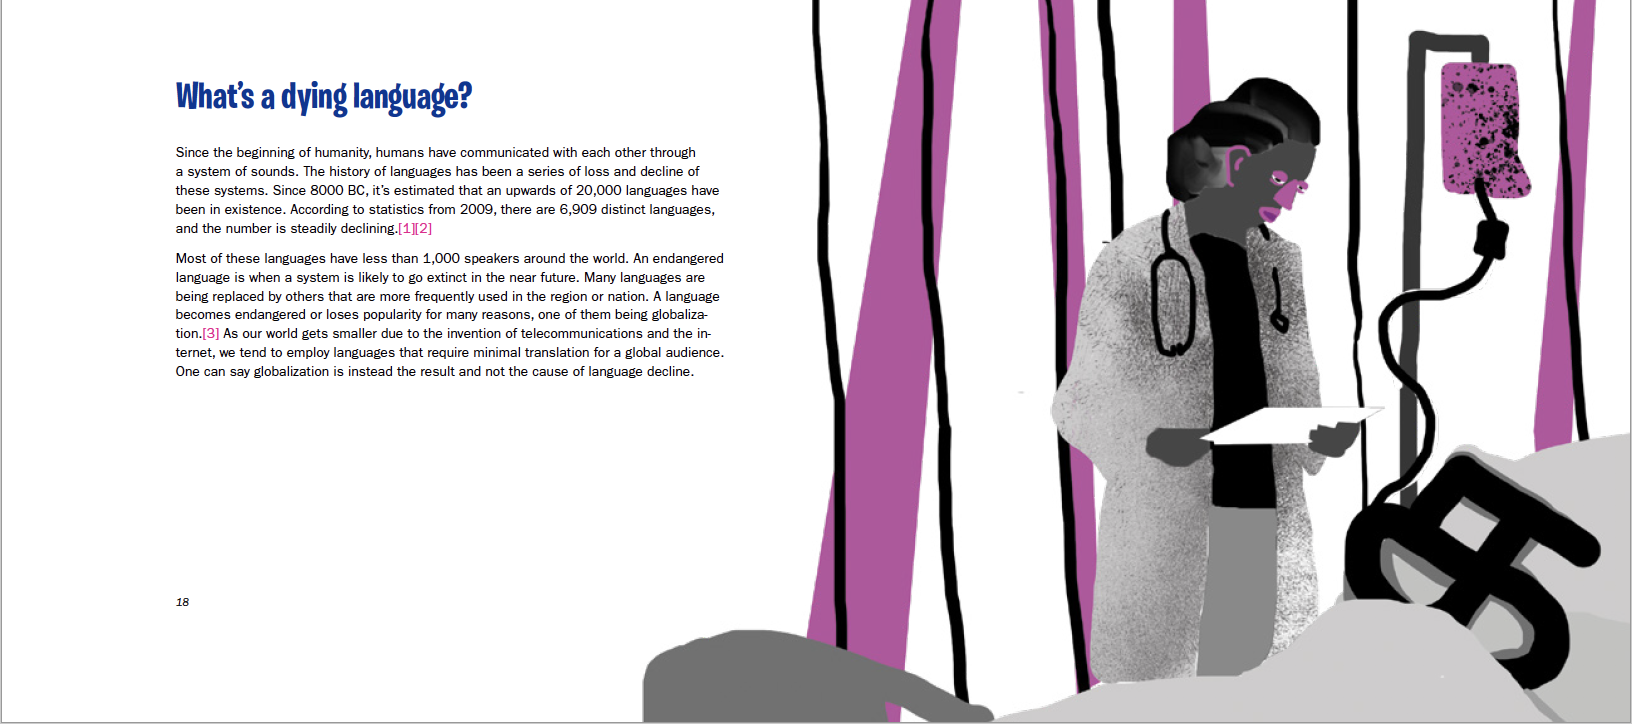 What's a dying language?
Since the beginning of humanity, humans have communicated with each other through
a system of sounds. The history of languages has been a series of loss and decline of
these systems. Since 8000 BC, it's estimated that an upwards of 20,000 languages have
been in existence. According to statistics from 2009, there are 6,909 distinct languages,
and the number is steadily declining.[1][2]
Most of these languages have less than 1,000 speakers around the world. An endangered
language is when a system is likely to go extinct in the near future. Many languages are
being replaced by others that are more frequently used in the region or nation. A language
becomes endangered or loses popularity for many reasons, one of them being globaliza-
tion.[3] As our world gets smaller due to the invention of telecommunications and the in-
ternet, we tend to employ languages that require minimal translation for a global audience.
One can say globalization is instead the result and not the cause of language decline.
18